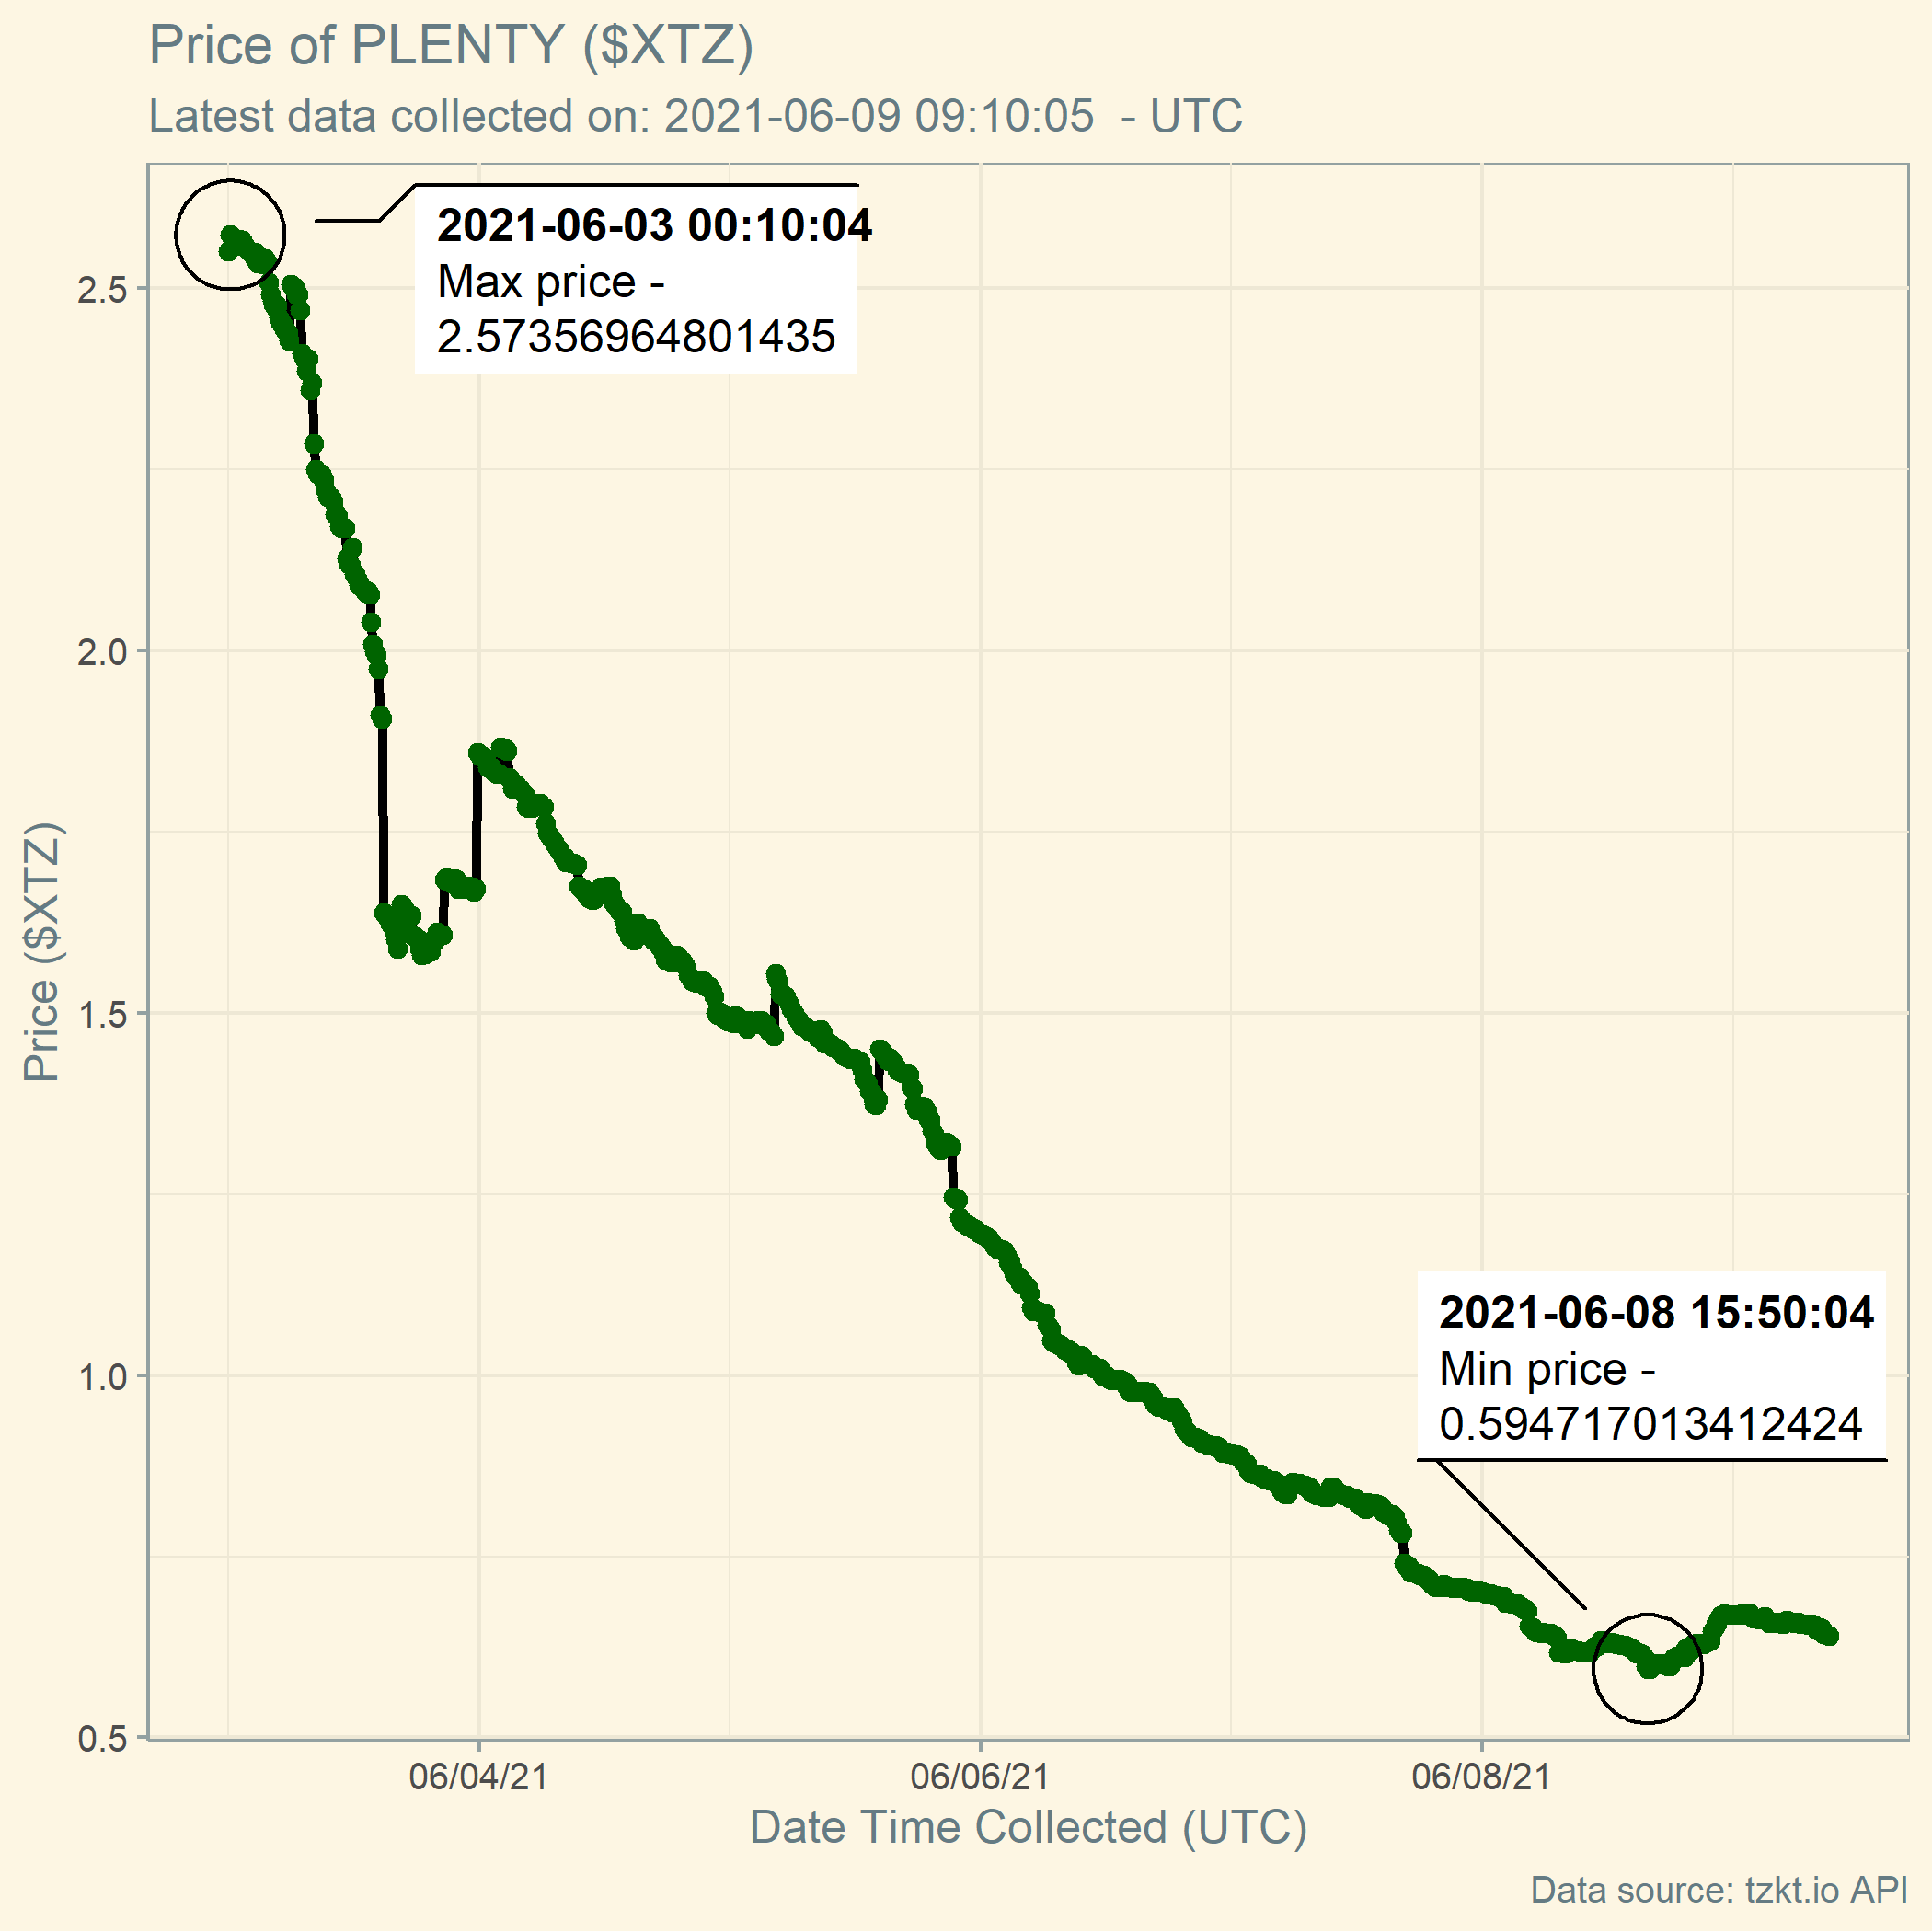 Price of PLENTY ($XTZ)
Latest data collected on: 2021-06-09 09:10:05  - UTC
2021-06-03 00:10:04
Max price -
2.57356964801435
2.5
2.0
1.5
1.0
0.5
Price ($XTZ)
2021-06-08 15:50:04
Min price -
0.594717013412424
06/04/21
06/06/21
06/08/21
Date Time Collected (UTC)
Data source: tzkt.io API